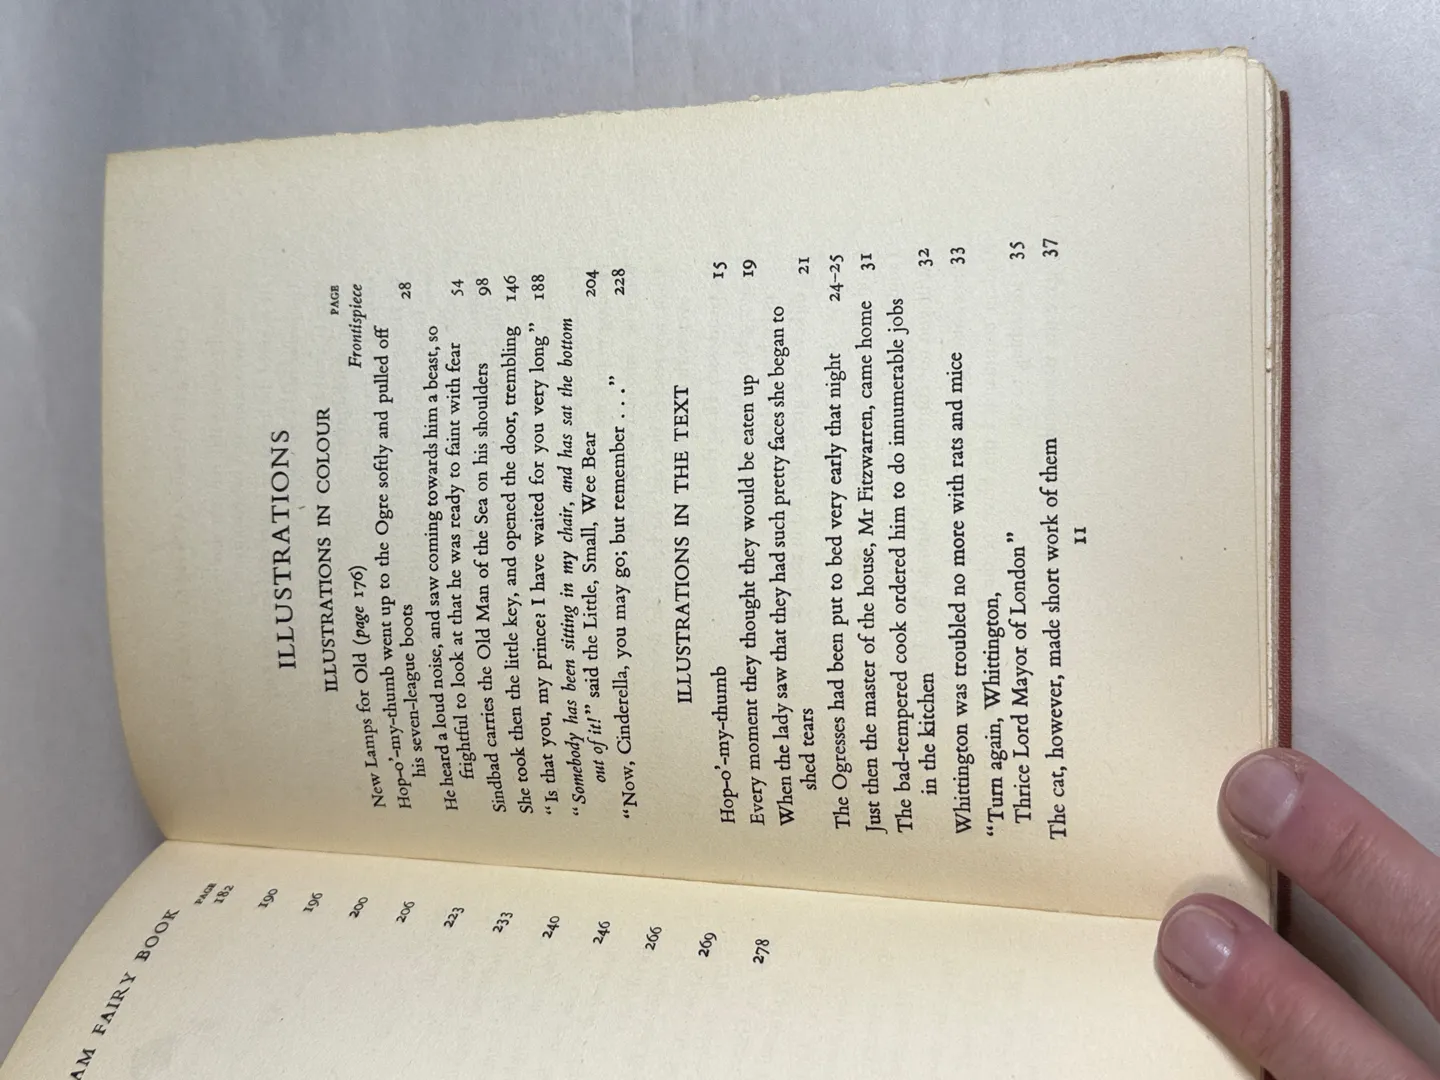 AM FAIRY BOOK
PAGE
182
190
196
200
206
223
233
240
246
266
269
278
ILLUSTRATIONS
ILLUSTRATIONS IN COLOUR
PAGE
New Lamps for Old (page 176) Frontispiece
Hop-o'-my-thumb went up to the Ogre softly and pulled off
his seven-league boots 28
He heard a loud noise, and saw coming towards him a beast, so
frightful to look at that he was ready to faint with fear 54
Sindbad carries the Old Man of the Sea on his shoulders 98
She took then the little key, and opened the door, trembling 146
"Is that you, my prince? I have waited for you very long" 188
"Somebody has been sitting in my chair, and has sat the bottom
out of it!" said the Little, Small, Wee Bear 204
"Now, Cinderella, you may go; but remember . . ." 228
ILLUSTRATIONS IN THE TEXT
Hop-o'-my-thumb 15
Every moment they thought they would be eaten up 19
When the lady saw that they had such pretty faces she began to
shed tears 21
The Ogresses had been put to bed very early that night 24–25
Just then the master of the house, Mr Fitzwarren, came home 31
The bad-tempered cook ordered him to do innumerable jobs
in the kitchen 32
Whittington was troubled no more with rats and mice 33
"Turn again, Whittington,
Thrice Lord Mayor of London" 35
The cat, however, made short work of them 37
11